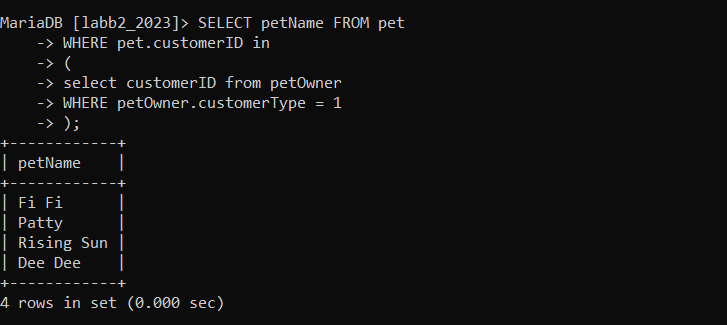 MariaDB [labb2_2023]> SELECT petName FROM pet
    -> WHERE pet.customerID in
    -> (
    -> select customerID from petOwner
    -> WHERE petOwner.customerType = 1
    -> );
+------------+
| petName    |
+------------+
| Fi Fi      |
| Patty      |
| Rising Sun |
| Dee Dee    |
+------------+
4 rows in set (0.000 sec)